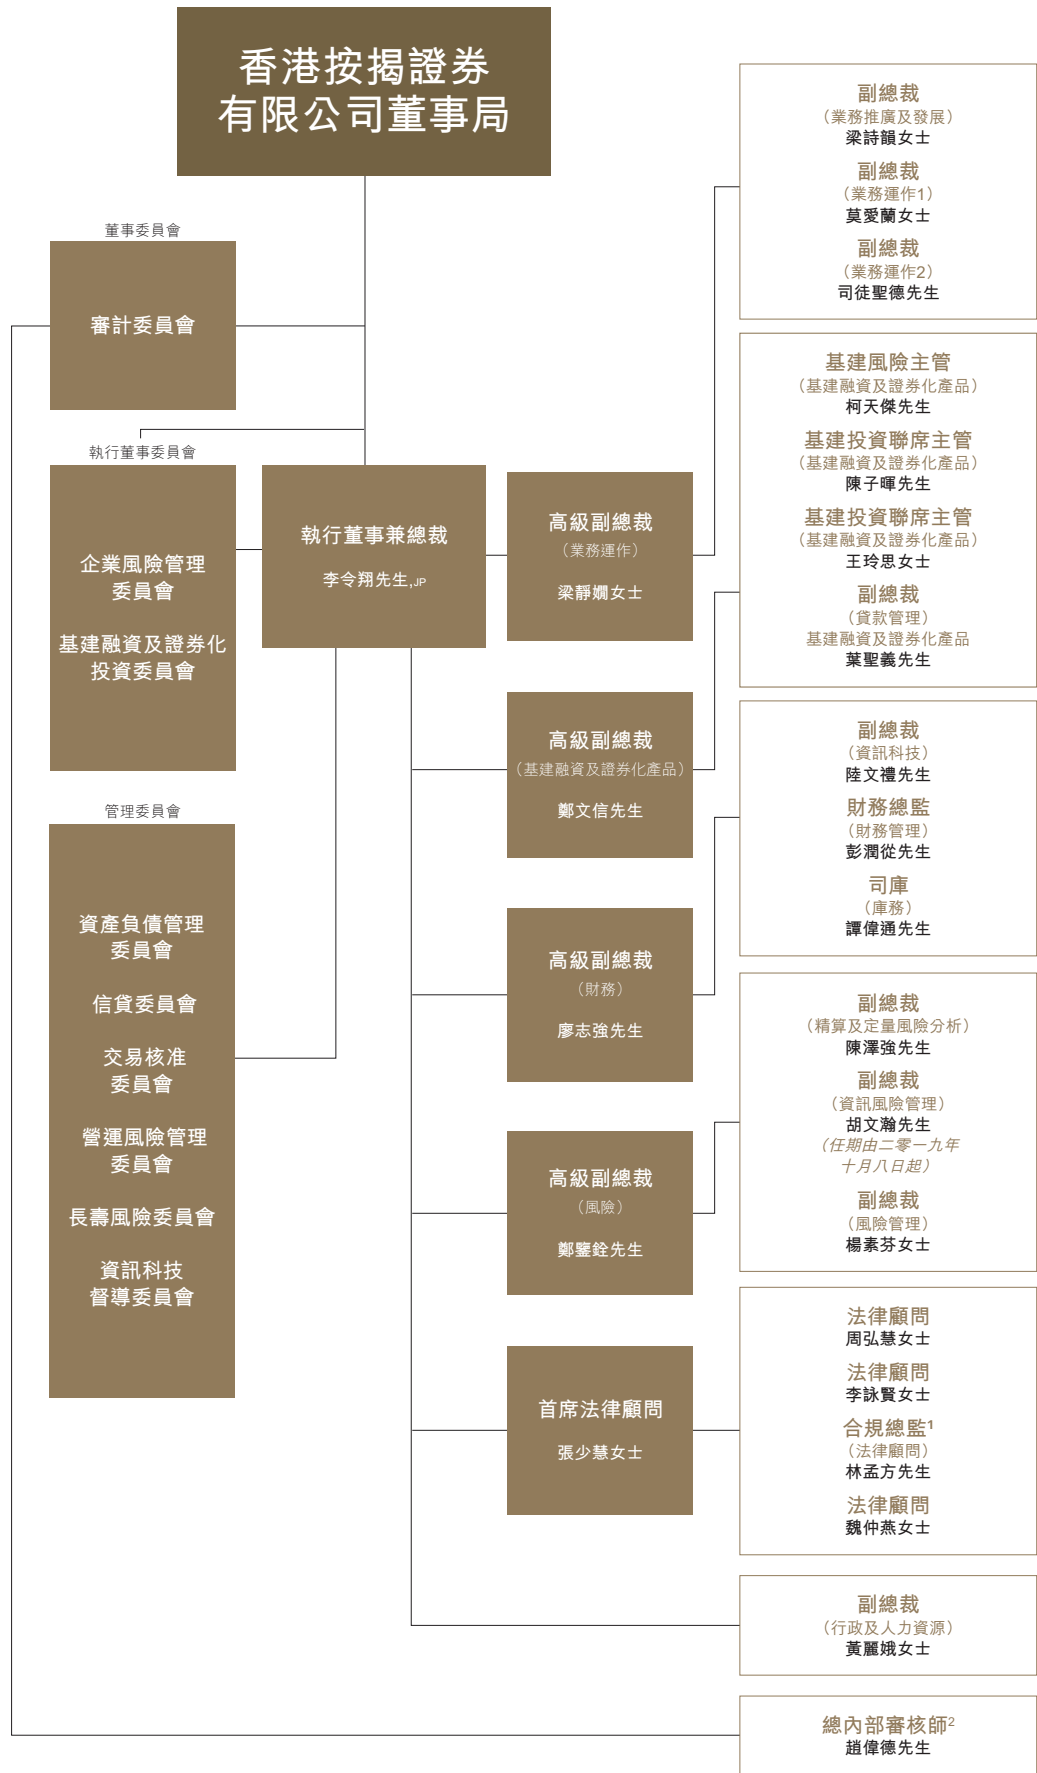 香港按揭證券
有限公司董事局
董事委員會
審計委員會
執行董事委員會
企業風險管理
委員會
基建融資及證券化
投資委員會
管理委員會
資產負債管理
委員會
信貸委員會
交易核准
委員會
營運風險管理
委員會
長壽風險委員會
資訊科技
督導委員會
執行董事兼總裁
李令翔先生,JP
高級副總裁
（業務運作）
梁靜嫻女士
高級副總裁
（基建融資及證券化產品）
鄭文信先生
高級副總裁
（財務）
廖志強先生
高級副總裁
（風險）
鄭鑒銓先生
首席法律顧問
張少慧女士
副總裁
（業務推廣及發展）
梁詩韻女士
副總裁
（業務運作1）
莫愛蘭女士
副總裁
（業務運作2）
司徒聖德先生
基建風險主管
（基建融資及證券化產品）
柯天傑先生
基建投資聯席主管
（基建融資及證券化產品）
陳子暉先生
基建投資聯席主管
（基建融資及證券化產品）
王玲思女士
副總裁
（貸款管理）
基建融資及證券化產品
葉聖義先生
副總裁
（資訊科技）
陸文禮先生
財務總監
（財務管理）
彭潤從先生
司庫
（庫務）
譚偉通先生
副總裁
（精算及定量風險分析）
陳澤強先生
副總裁
（資訊風險管理）
胡文瀚先生
（任期由二零一九年
十月八日起）
副總裁
（風險管理）
楊素芬女士
法律顧問
周弘慧女士
法律顧問
李詠賢女士
合規總監¹
（法律顧問）
林孟方先生
法律顧問
魏仲燕女士
副總裁
（行政及人力資源）
黃麗娥女士
總內部審核師²
趙偉德先生